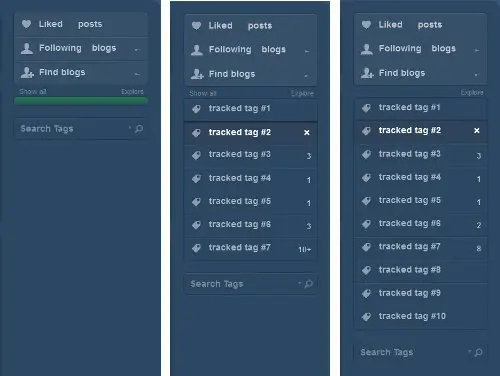 Liked posts
Following blogs
Find blogs
Show all Explore
Search Tags
Liked posts
Following blogs
Find blogs
Show all Explore
tracked tag #1
tracked tag #2 ×
tracked tag #3 3
tracked tag #4 1
tracked tag #5 1
tracked tag #6 3
tracked tag #7 10+
Search Tags
Liked posts
Following blogs
Find blogs
Explore
tracked tag #1
tracked tag #2 ×
tracked tag #3 3
tracked tag #4 1
tracked tag #5 1
tracked tag #6 2
tracked tag #7 8
tracked tag #8
tracked tag #9
tracked tag #10
Search Tags